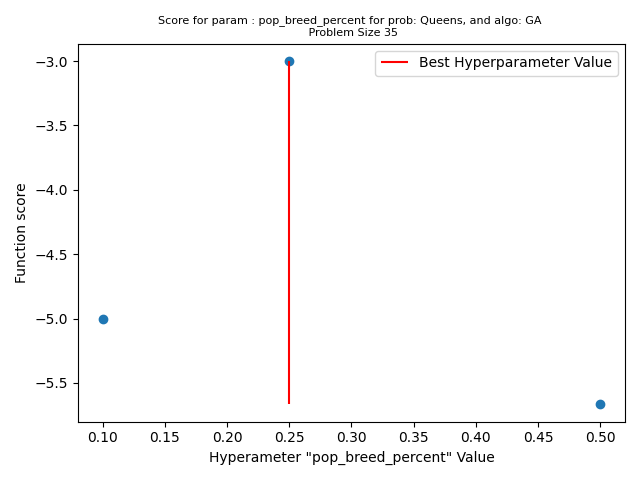 Score for param : pop_breed_percent for prob: Queens, and algo: GA
Problem Size 35
Best Hyperparameter Value
−3.0
−3.5
−4.0
−4.5
−5.0
−5.5
Function score
0.10 0.15 0.20 0.25 0.30 0.35 0.40 0.45 0.50
Hyperameter "pop_breed_percent" Value